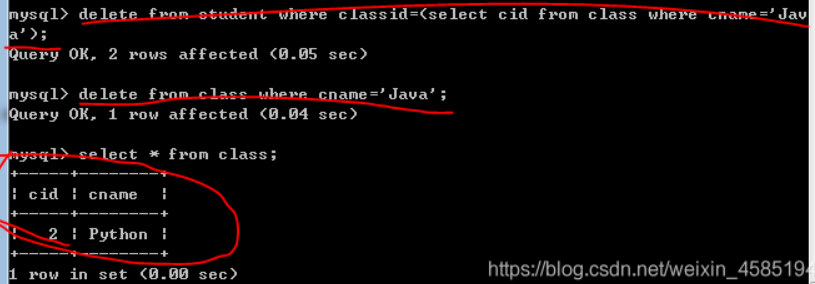 mysql> delete from student where classid=(select cid from class where cname='Jav
a');
Query OK, 2 rows affected (0.05 sec)
mysql> delete from class where cname='Java';
Query OK, 1 row affected (0.04 sec)
mysql> select * from class;
+-----+--------+
| cid | cname  |
+-----+--------+
|   2 | Python |
+-----+--------+
1 row in set (0.00 sec)
https://blog.csdn.net/weixin_4585194